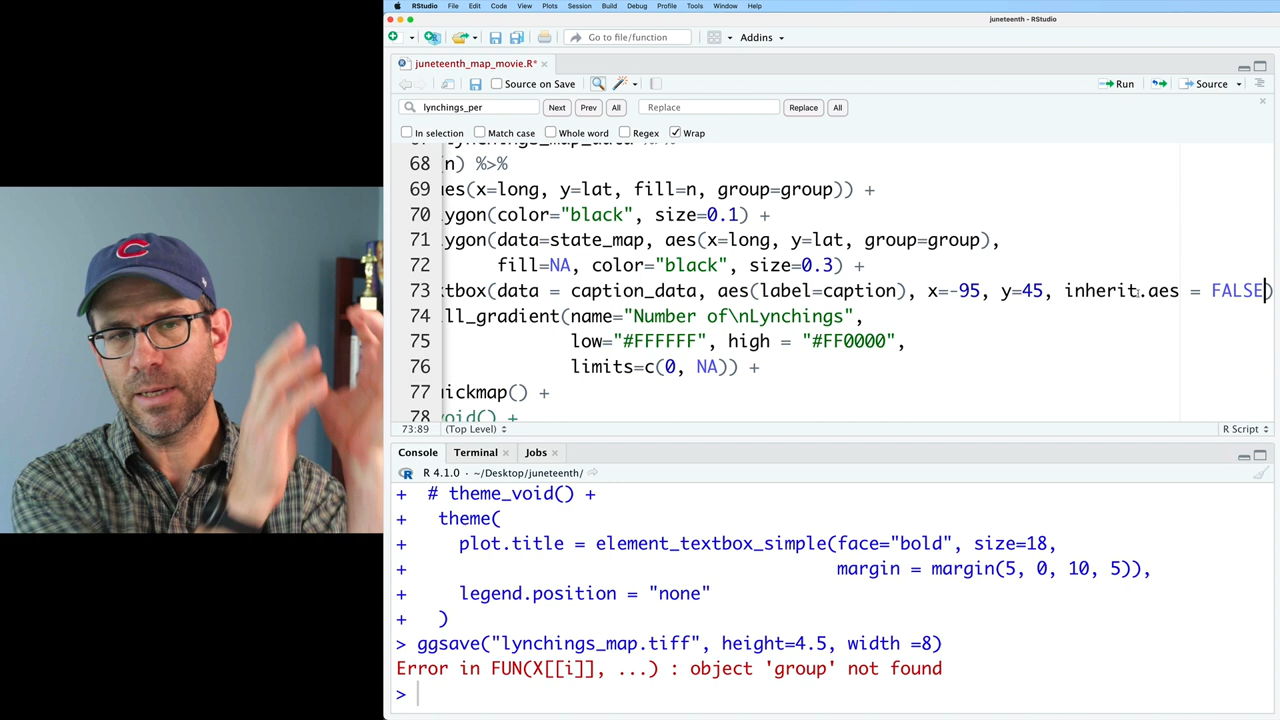 RStudio File Edit Code View Plots Session Build Debug Profile Tools Window Help
juneteenth - RStudio
Go to file/function
Addins
juneteenth_map_movie.R*
Source on Save
Run
Source
lynchings_per
Next
Prev
All
Replace
Replace
All
In selection
Match case
Whole word
Regex
Wrap
68 n) %>%
69 aes(x=long, y=lat, fill=n, group=group)) +
70 ygon(color="black", size=0.1) +
71 ygon(data=state_map, aes(x=long, y=lat, group=group),
72 fill=NA, color="black", size=0.3) +
73 xtbox(data = caption_data, aes(label=caption), x=-95, y=45, inherit.aes = FALSE)
74 ll_gradient(name="Number of\nLynchings",
75 low="#FFFFFF", high = "#FF0000",
76 limits=c(0, NA)) +
77 uickmap() +
78 void() +
73:89
(Top Level)
R Script
Console
Terminal
Jobs
R 4.1.0 · ~/Desktop/juneteenth/
+ # theme_void() +
+ theme(
+ plot.title = element_textbox_simple(face="bold", size=18,
+ margin = margin(5, 0, 10, 5)),
+ legend.position = "none"
+ )
> ggsave("lynchings_map.tiff", height=4.5, width =8)
Error in FUN(X[[i]], ...) : object 'group' not found
>